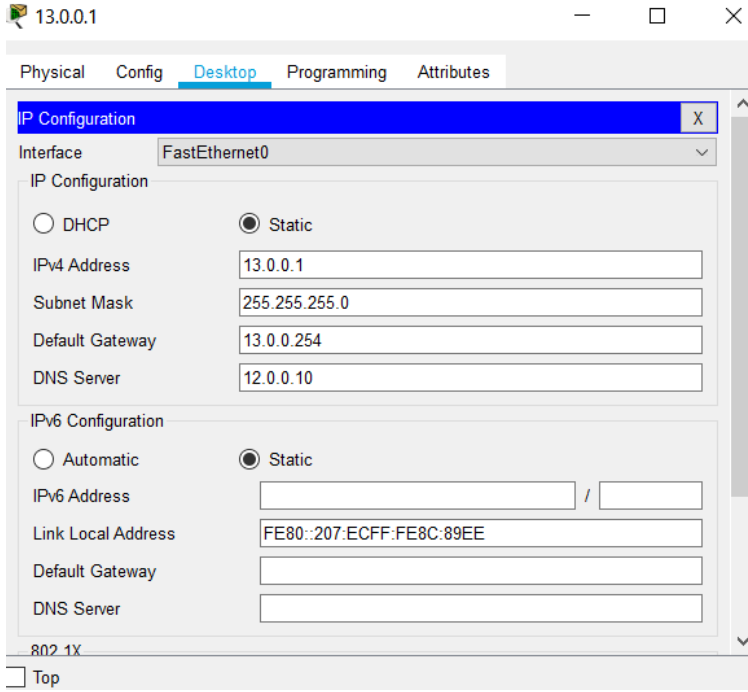 13.0.0.1
Physical Config Desktop Programming Attributes
IP Configuration X
Interface FastEthernet0
IP Configuration
DHCP Static
IPv4 Address 13.0.0.1
Subnet Mask 255.255.255.0
Default Gateway 13.0.0.254
DNS Server 12.0.0.10
IPv6 Configuration
Automatic Static
IPv6 Address /
Link Local Address FE80::207:ECFF:FE8C:89EE
Default Gateway
DNS Server
802.1X
Top